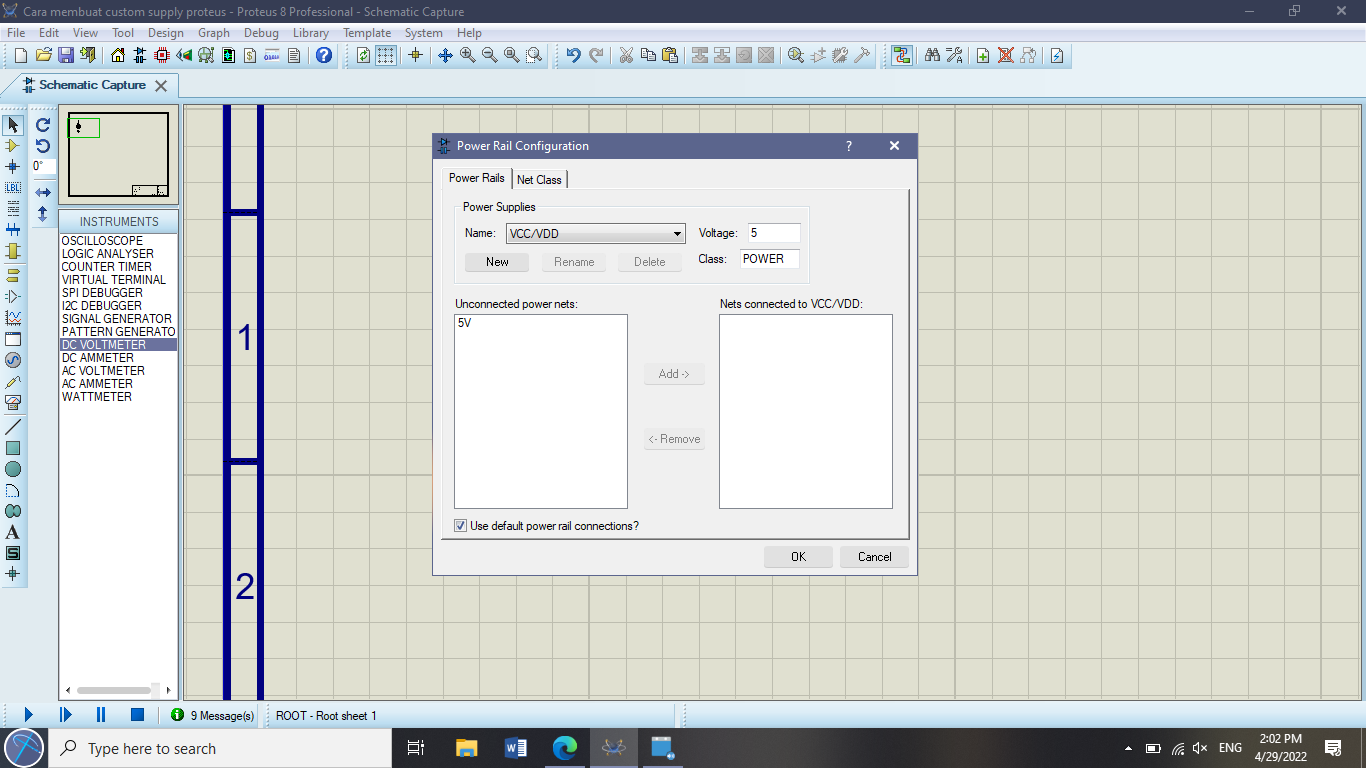 Cara membuat custom supply proteus - Proteus 8 Professional - Schematic Capture
File Edit View Tool Design Graph Debug Library Template System Help
Schematic Capture
0°
LBL
A
S
INSTRUMENTS
OSCILLOSCOPE
LOGIC ANALYSER
COUNTER TIMER
VIRTUAL TERMINAL
SPI DEBUGGER
I2C DEBUGGER
SIGNAL GENERATOR
PATTERN GENERATO
DC VOLTMETER
DC AMMETER
AC VOLTMETER
AC AMMETER
WATTMETER
1
2
Power Rail Configuration
Power Rails Net Class
Power Supplies
Name: VCC/VDD Voltage: 5
New Rename Delete Class: POWER
Unconnected power nets: Nets connected to VCC/VDD:
5V
Add ->
<- Remove
Use default power rail connections?
OK Cancel
9 Message(s) ROOT - Root sheet 1
Type here to search
ENG
2:02 PM
4/29/2022